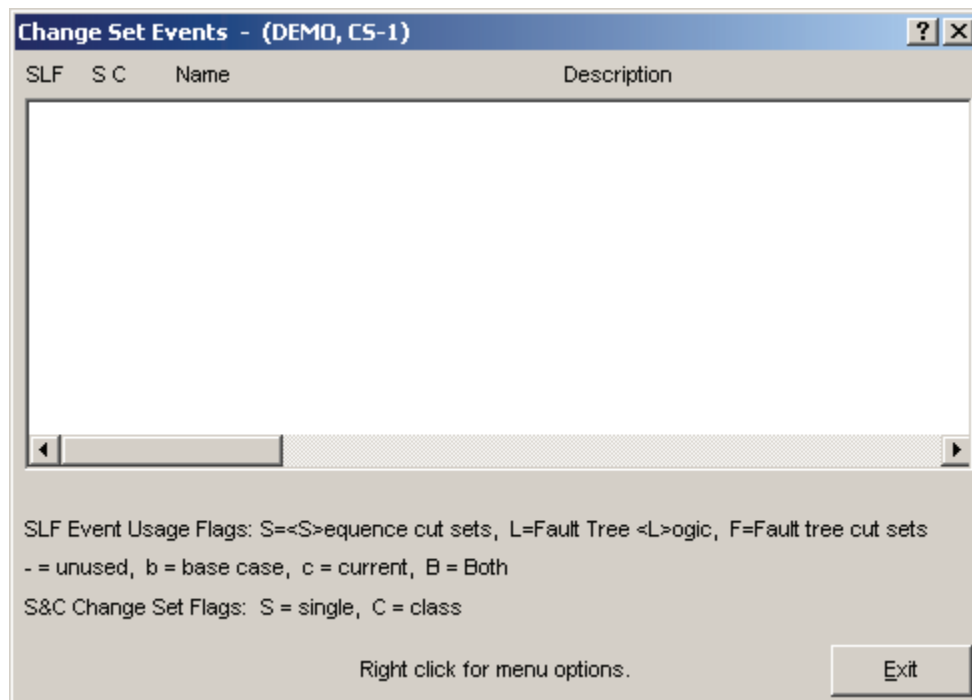 Change Set Events - (DEMO, CS-1)
SLF S C Name Description
SLF Event Usage Flags: S=<S>equence cut sets, L=Fault Tree <L>ogic, F=Fault tree cut sets
- = unused, b = base case, c = current, B = Both
S&C Change Set Flags: S = single, C = class
Right click for menu options. Exit